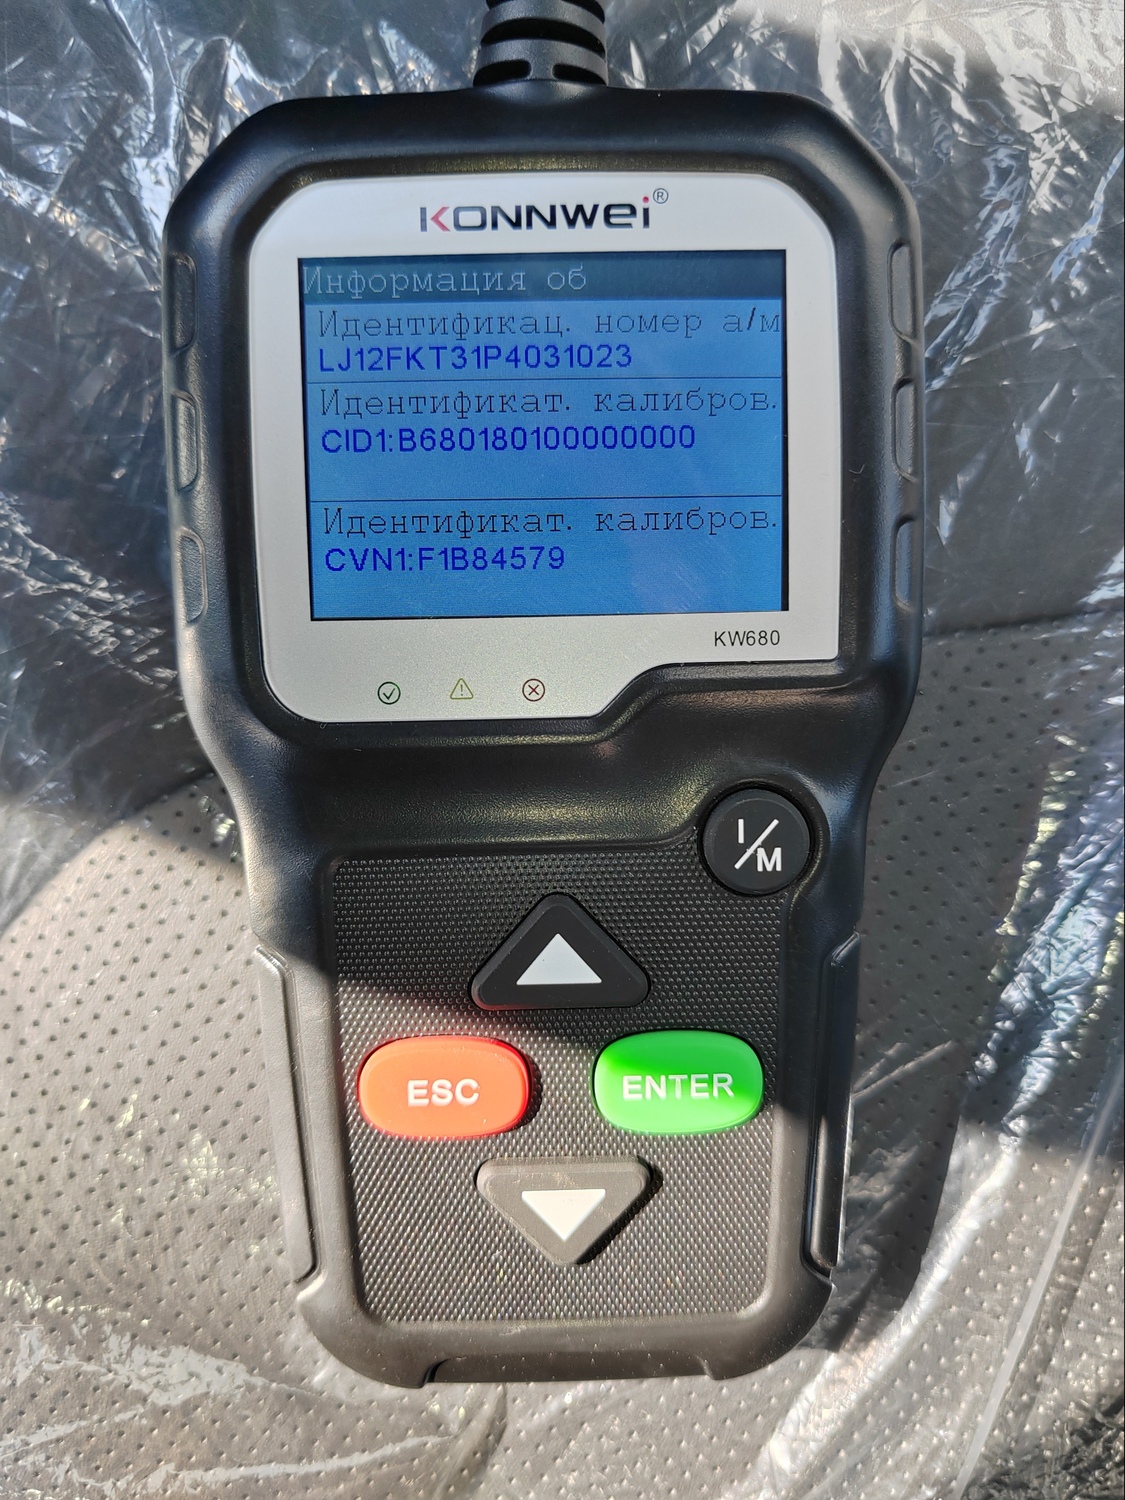 KONNWEI®
Информация об
Идентификац. номер а/м
LJ12FKT31P4031023
Идентификат. калибров.
CID1:B680180100000000
Идентификат. калибров.
CVN1:F1B84579
KW680
I/M
ESC
ENTER